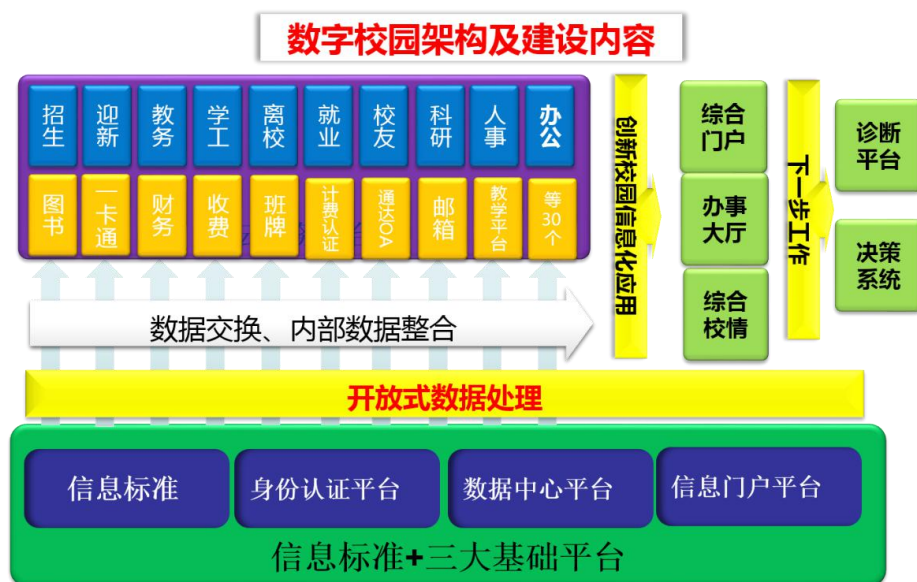 数字校园架构及建设内容
招生
迎新
教务
学工
离校
就业
校友
科研
人事
办公
图书
一卡通
财务
收费
班牌
计费认证
通达OA
邮箱
教学平台
等30个
创新校园信息化应用
综合
门户
办事
大厅
综合
校情
下一步工作
诊断
平台
决策
系统
数据交换、内部数据整合
开放式数据处理
信息标准
身份认证平台
数据中心平台
信息门户平台
信息标准+三大基础平台